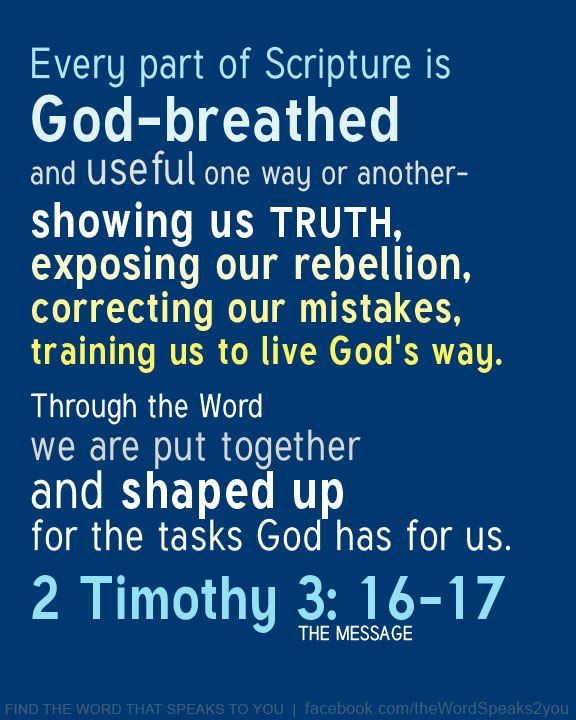 Every part of Scripture is
God-breathed
and useful one way or another-
showing us TRUTH,
exposing our rebellion,
correcting our mistakes,
training us to live God's way.
Through the Word
we are put together
and shaped up
for the tasks God has for us.
2 Timothy 3: 16-17
THE MESSAGE
FIND THE WORD THAT SPEAKS TO YOU | facebook.com/theWordSpeaks2you